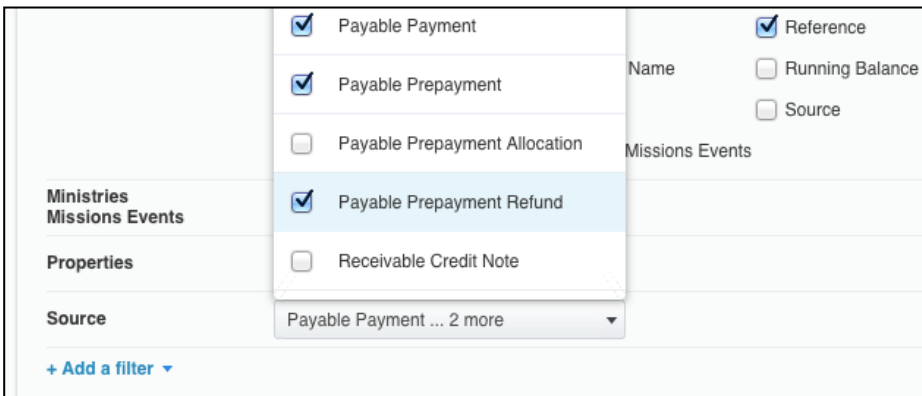 Payable Payment
Reference
Payable Prepayment
Name
Running Balance
Source
Payable Prepayment Allocation
Missions Events
Ministries
Missions Events
Payable Prepayment Refund
Properties
Receivable Credit Note
Source
Payable Payment ... 2 more
+ Add a filter